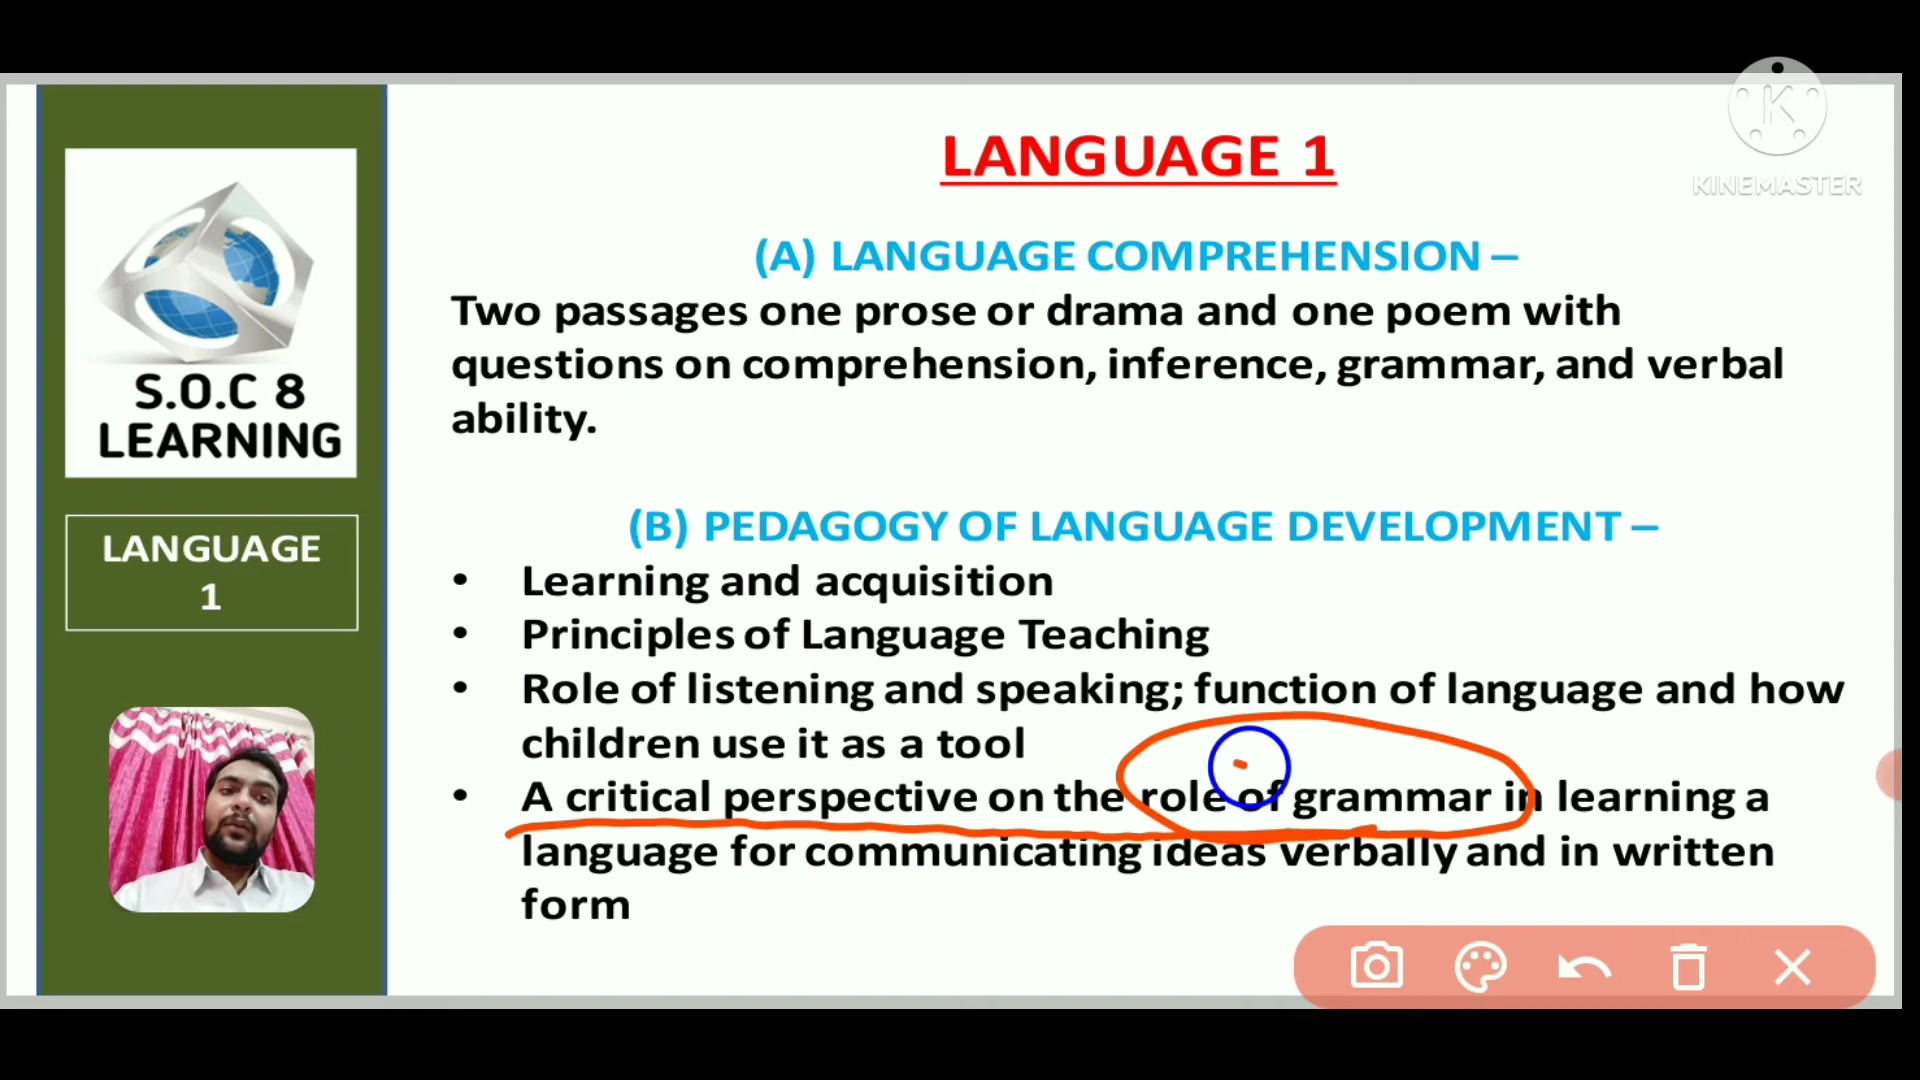 LANGUAGE 1
KINEMASTER
(A) LANGUAGE COMPREHENSION –
Two passages one prose or drama and one poem with
questions on comprehension, inference, grammar, and verbal
ability.
S.O.C 8
LEARNING
(B) PEDAGOGY OF LANGUAGE DEVELOPMENT –
LANGUAGE
1
• Learning and acquisition
• Principles of Language Teaching
• Role of listening and speaking; function of language and how
children use it as a tool
• A critical perspective on the role of grammar in learning a
language for communicating ideas verbally and in written
form